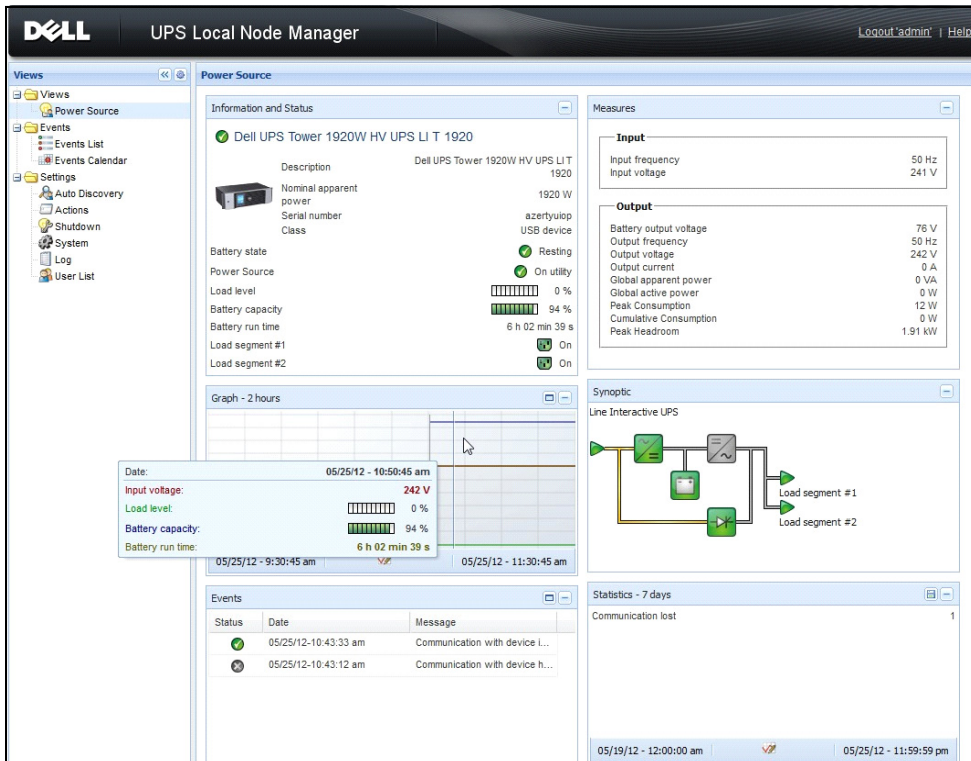 DELL UPS Local Node Manager
Logout 'admin' | Help
Views
Views
Power Source
Events
Events List
Events Calendar
Settings
Auto Discovery
Actions
Shutdown
System
Log
User List
Power Source
Information and Status
Dell UPS Tower 1920W HV UPS LI T 1920
Description Dell UPS Tower 1920W HV UPS LI T
1920
Nominal apparent
power 1920 W
Serial number azertyuiop
Class USB device
Battery state Resting
Power Source On utility
Load level 0 %
Battery capacity 94 %
Battery run time 6 h 02 min 39 s
Load segment #1 On
Load segment #2 On
Measures
Input
Input frequency 50 Hz
Input voltage 241 V
Output
Battery output voltage 76 V
Output frequency 50 Hz
Output voltage 242 V
Output current 0 A
Global apparent power 0 VA
Global active power 0 W
Peak Consumption 12 W
Cumulative Consumption 0 W
Peak Headroom 1.91 kW
Graph - 2 hours
Date: 05/25/12 - 10:50:45 am
Input voltage: 242 V
Load level: 0 %
Battery capacity: 94 %
Battery run time: 6 h 02 min 39 s
05/25/12 - 9:30:45 am 05/25/12 - 11:30:45 am
Synoptic
Line Interactive UPS
Load segment #1
Load segment #2
Events
Status Date Message
05/25/12-10:43:33 am Communication with device i...
05/25/12-10:43:12 am Communication with device h...
Statistics - 7 days
Communication lost 1
05/19/12 - 12:00:00 am 05/25/12 - 11:59:59 pm